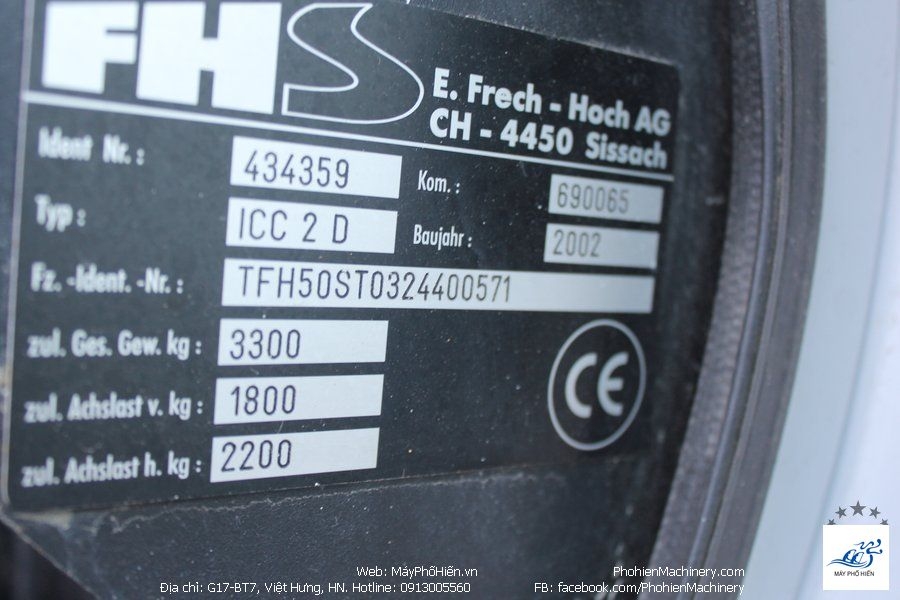 FHS
E. Frech - Hoch AG
CH - 4450 Sissach
Ident Nr.: 434359 Kom.: 690065
Typ: ICC 2 D Baujahr: 2002
Fz. -Ident. -Nr.: TFH50ST0324400571
zul. Ges. Gew. kg: 3300
zul. Achslast v. kg: 1800
zul. Achslast h. kg: 2200
CE
MÁY PHỐ HIẾN
Web: MáyPhốHiến.vn PhohienMachinery.com
Địa chỉ: G17-BT7, Việt Hưng, HN. Hotline: 0913005560 FB: facebook.com/PhohienMachinery